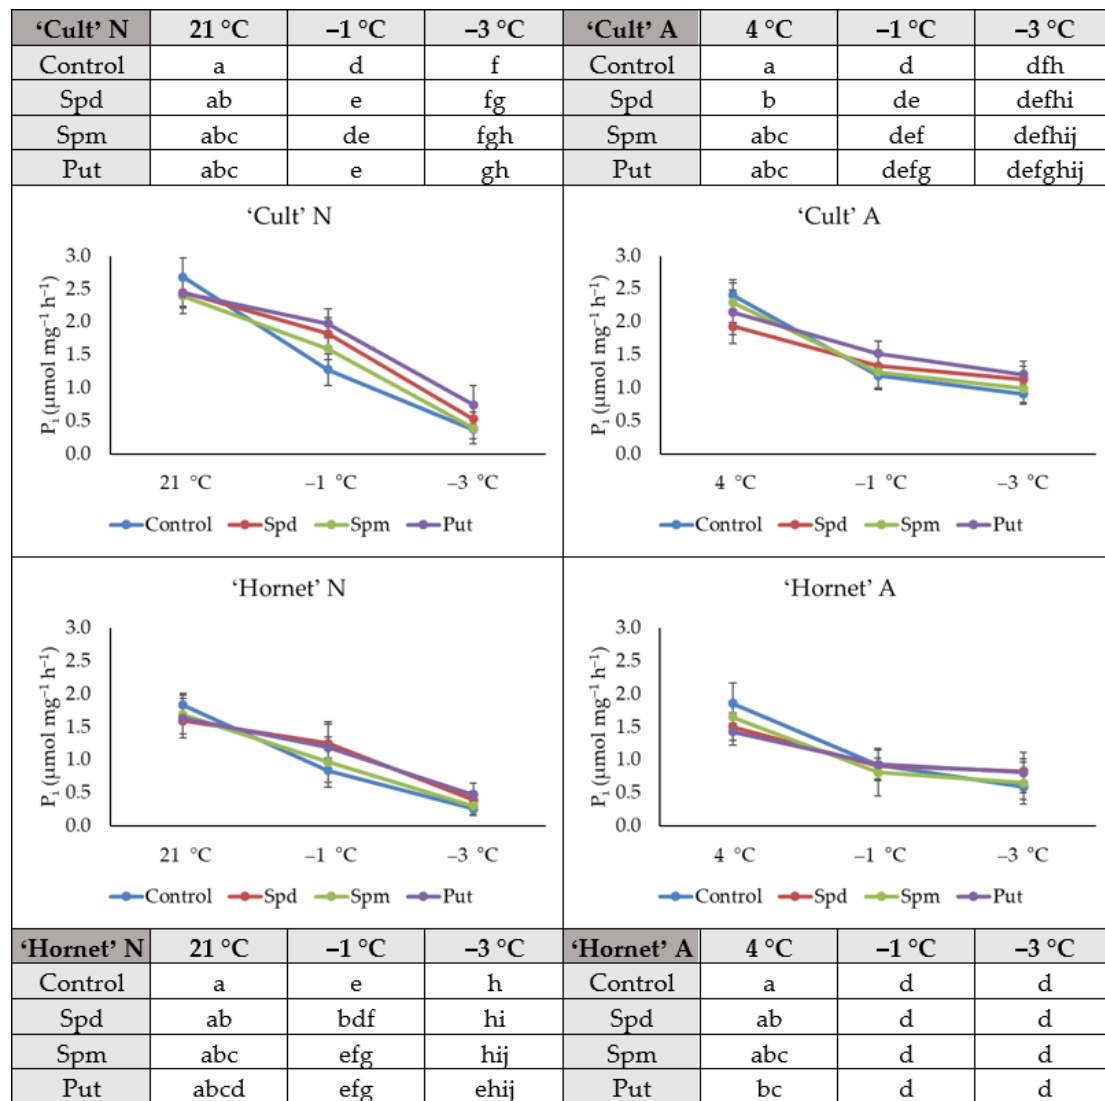 ‘Cult’ N 21 °C –1 °C –3 °C ‘Cult’ A 4 °C –1 °C –3 °C
Control a d f Control a d dfh
Spd ab e fg Spd b de defhi
Spm abc de fgh Spm abc def defhij
Put abc e gh Put abc defg defghij
‘Cult’ N
3.0
2.5
2.0
1.5
1.0
0.5
0.0
Pi (µmol mg⁻¹ h⁻¹)
21 °C –1 °C –3 °C
Control Spd Spm Put
‘Cult’ A
3.0
2.5
2.0
1.5
1.0
0.5
0.0
Pi (µmol mg⁻¹ h⁻¹)
4 °C –1 °C –3 °C
Control Spd Spm Put
‘Hornet’ N
3.0
2.5
2.0
1.5
1.0
0.5
0.0
Pi (µmol mg⁻¹ h⁻¹)
21 °C –1 °C –3 °C
Control Spd Spm Put
‘Hornet’ A
3.0
2.5
2.0
1.5
1.0
0.5
0.0
Pi (µmol mg⁻¹ h⁻¹)
4 °C –1 °C –3 °C
Control Spd Spm Put
‘Hornet’ N 21 °C –1 °C –3 °C ‘Hornet’ A 4 °C –1 °C –3 °C
Control a e h Control a d d
Spd ab bdf hi Spd ab d d
Spm abc efg hij Spm abc d d
Put abcd efg ehij Put bc d d